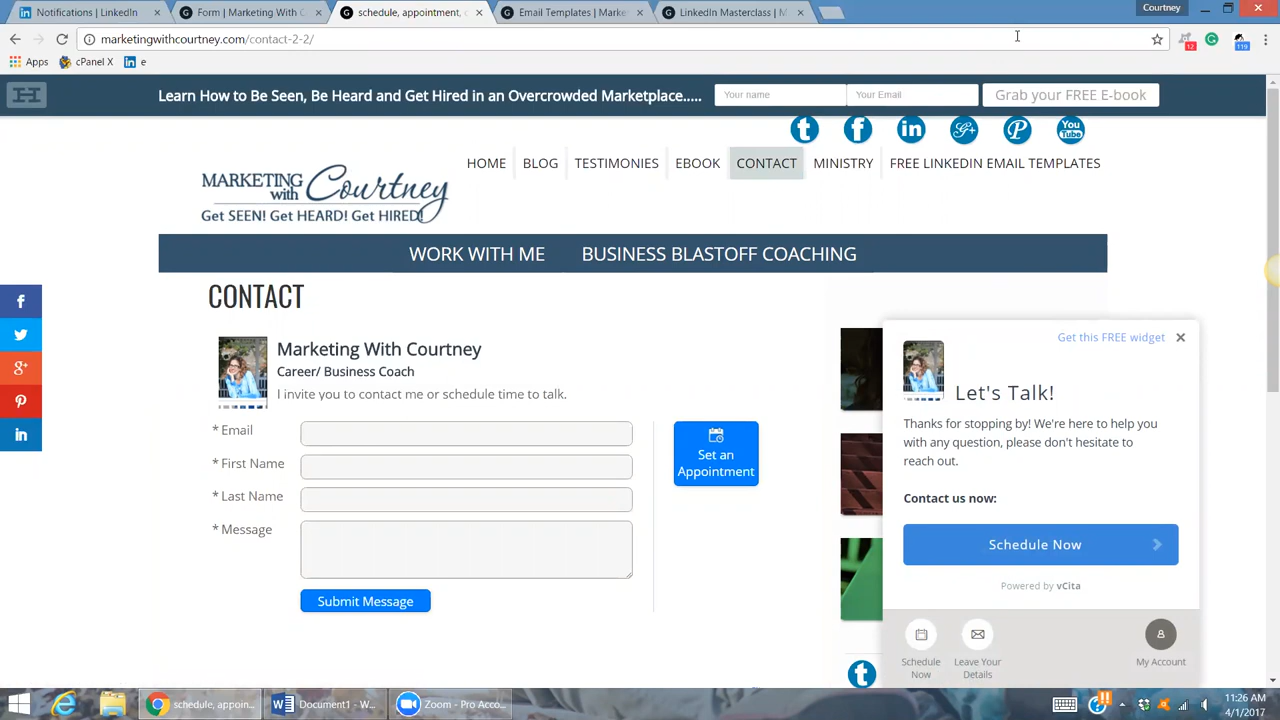 Notifications | LinkedIn
Form | Marketing With C
schedule, appointment, c
Email Templates | Marke
LinkedIn Masterclass | M
Courtney
marketingwithcourtney.com/contact-2-2/
12
119
Apps
cPanel X
e
Learn How to Be Seen, Be Heard and Get Hired in an Overcrowded Marketplace.....
Your name
Your Email
Grab your FREE E-book
You Tube
HOME
BLOG
TESTIMONIES
EBOOK
CONTACT
MINISTRY
FREE LINKEDIN EMAIL TEMPLATES
MARKETING
with Courtney
Get SEEN! Get HEARD! Get HIRED!
WORK WITH ME
BUSINESS BLASTOFF COACHING
CONTACT
Marketing With Courtney
Career/ Business Coach
I invite you to contact me or schedule time to talk.
* Email
* First Name
* Last Name
* Message
Submit Message
Set an
Appointment
Get this FREE widget
Let's Talk!
Thanks for stopping by! We're here to help you
with any question, please don't hesitate to
reach out.
Contact us now:
Schedule Now
Powered by vCita
Schedule
Now
Leave Your
Details
My Account
schedule, appoin...
Document1 [W...
Zoom - Pro Acco...
11:26 AM
4/1/2017